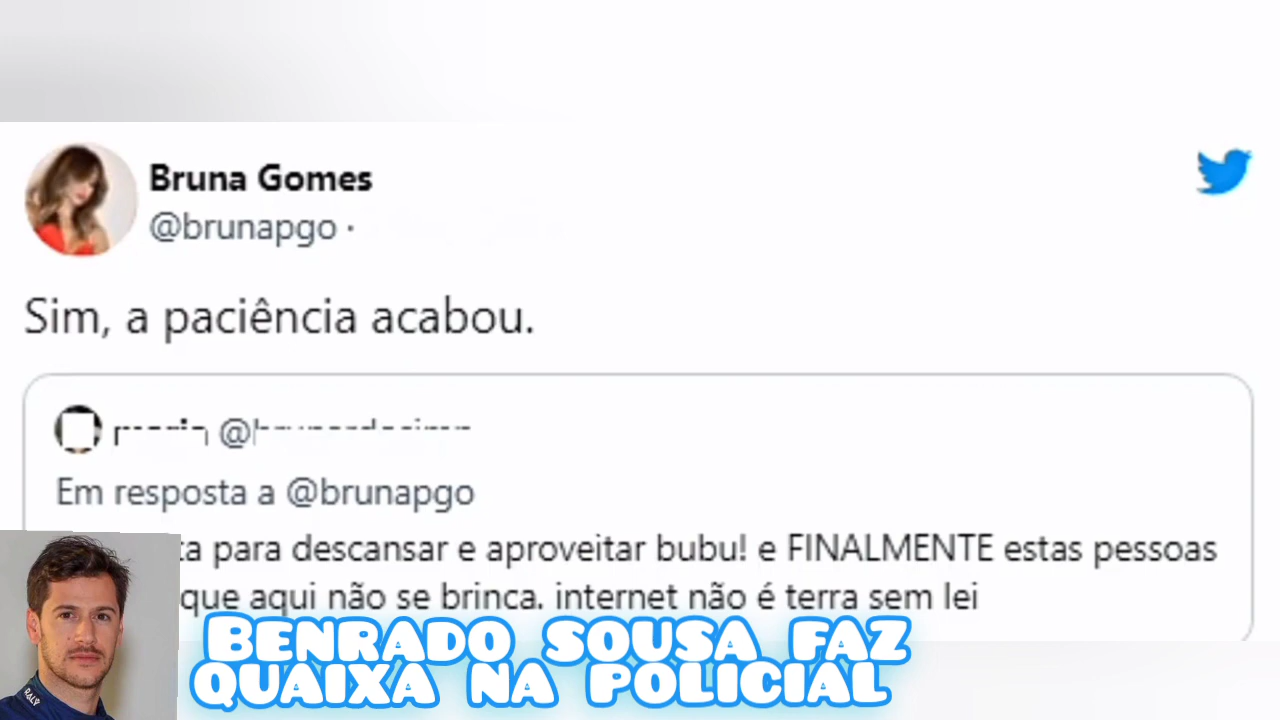 Bruna Gomes
@brunapgo ·
Sim, a paciência acabou.
@
Em resposta a @brunapgo
ta para descansar e aproveitar bubu! e FINALMENTE estas pessoas
que aqui não se brinca. internet não é terra sem lei
RALY
BENRADO SOUSA FAZ
QUAIXA NA POLICIAL